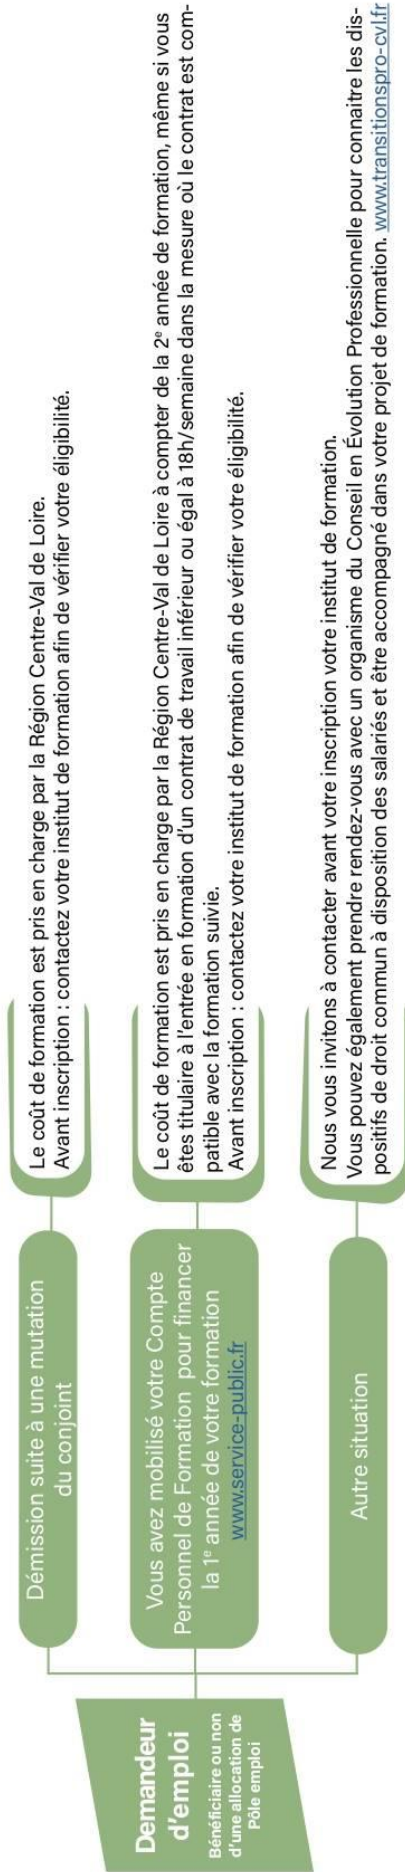 Demandeur
d'emploi
Bénéficiaire ou non
d'une allocation de
Pôle emploi
Démission suite à une mutation
du conjoint
Le coût de formation est pris en charge par la Région Centre-Val de Loire.
Avant inscription : contactez votre institut de formation afin de vérifier votre éligibilité.
Vous avez mobilisé votre Compte
Personnel de Formation pour financer
la 1e année de votre formation
www.service-public.fr
Le coût de formation est pris en charge par la Région Centre-Val de Loire à compter de la 2e année de formation, même si vous
êtes titulaire à l'entrée en formation d'un contrat de travail inférieur ou égal à 18h/semaine dans la mesure où le contrat est com-
patible avec la formation suivie.
Avant inscription : contactez votre institut de formation afin de vérifier votre éligibilité.
Autre situation
Nous vous invitons à contacter avant votre inscription votre institut de formation.
Vous pouvez également prendre rendez-vous avec un organisme du Conseil en Évolution Professionnelle pour connaitre les dis-
positifs de droit commun à disposition des salariés et être accompagné dans votre projet de formation. www.transitionspro-cvl.fr